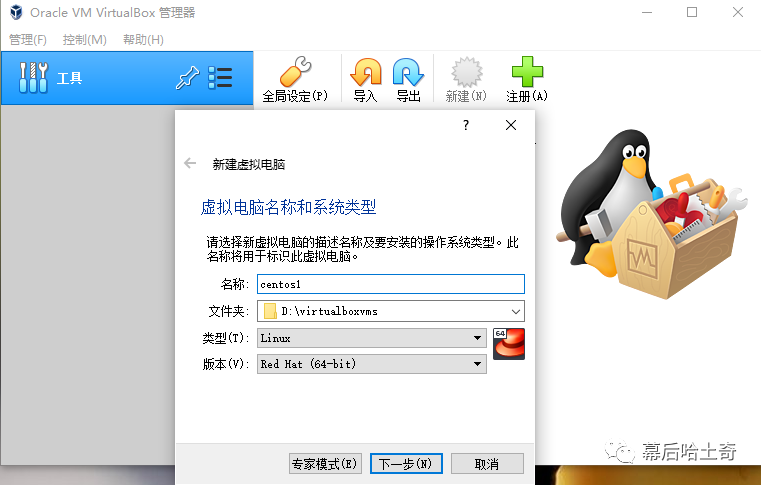 Oracle VM VirtualBox 管理器
管理(F) 控制(M) 帮助(H)
工具
全局设定(P) 导入 导出 新建(N) 注册(A)
?
新建虚拟电脑
虚拟电脑名称和系统类型
请选择新虚拟电脑的描述名称及要安装的操作系统类型。此
名称将用于标识此虚拟电脑。
名称: centos1
文件夹: D:\virtualboxvms
类型(T): Linux
64
版本(V): Red Hat (64-bit)
专家模式(E) 下一步(N) 取消
幕后哈士奇